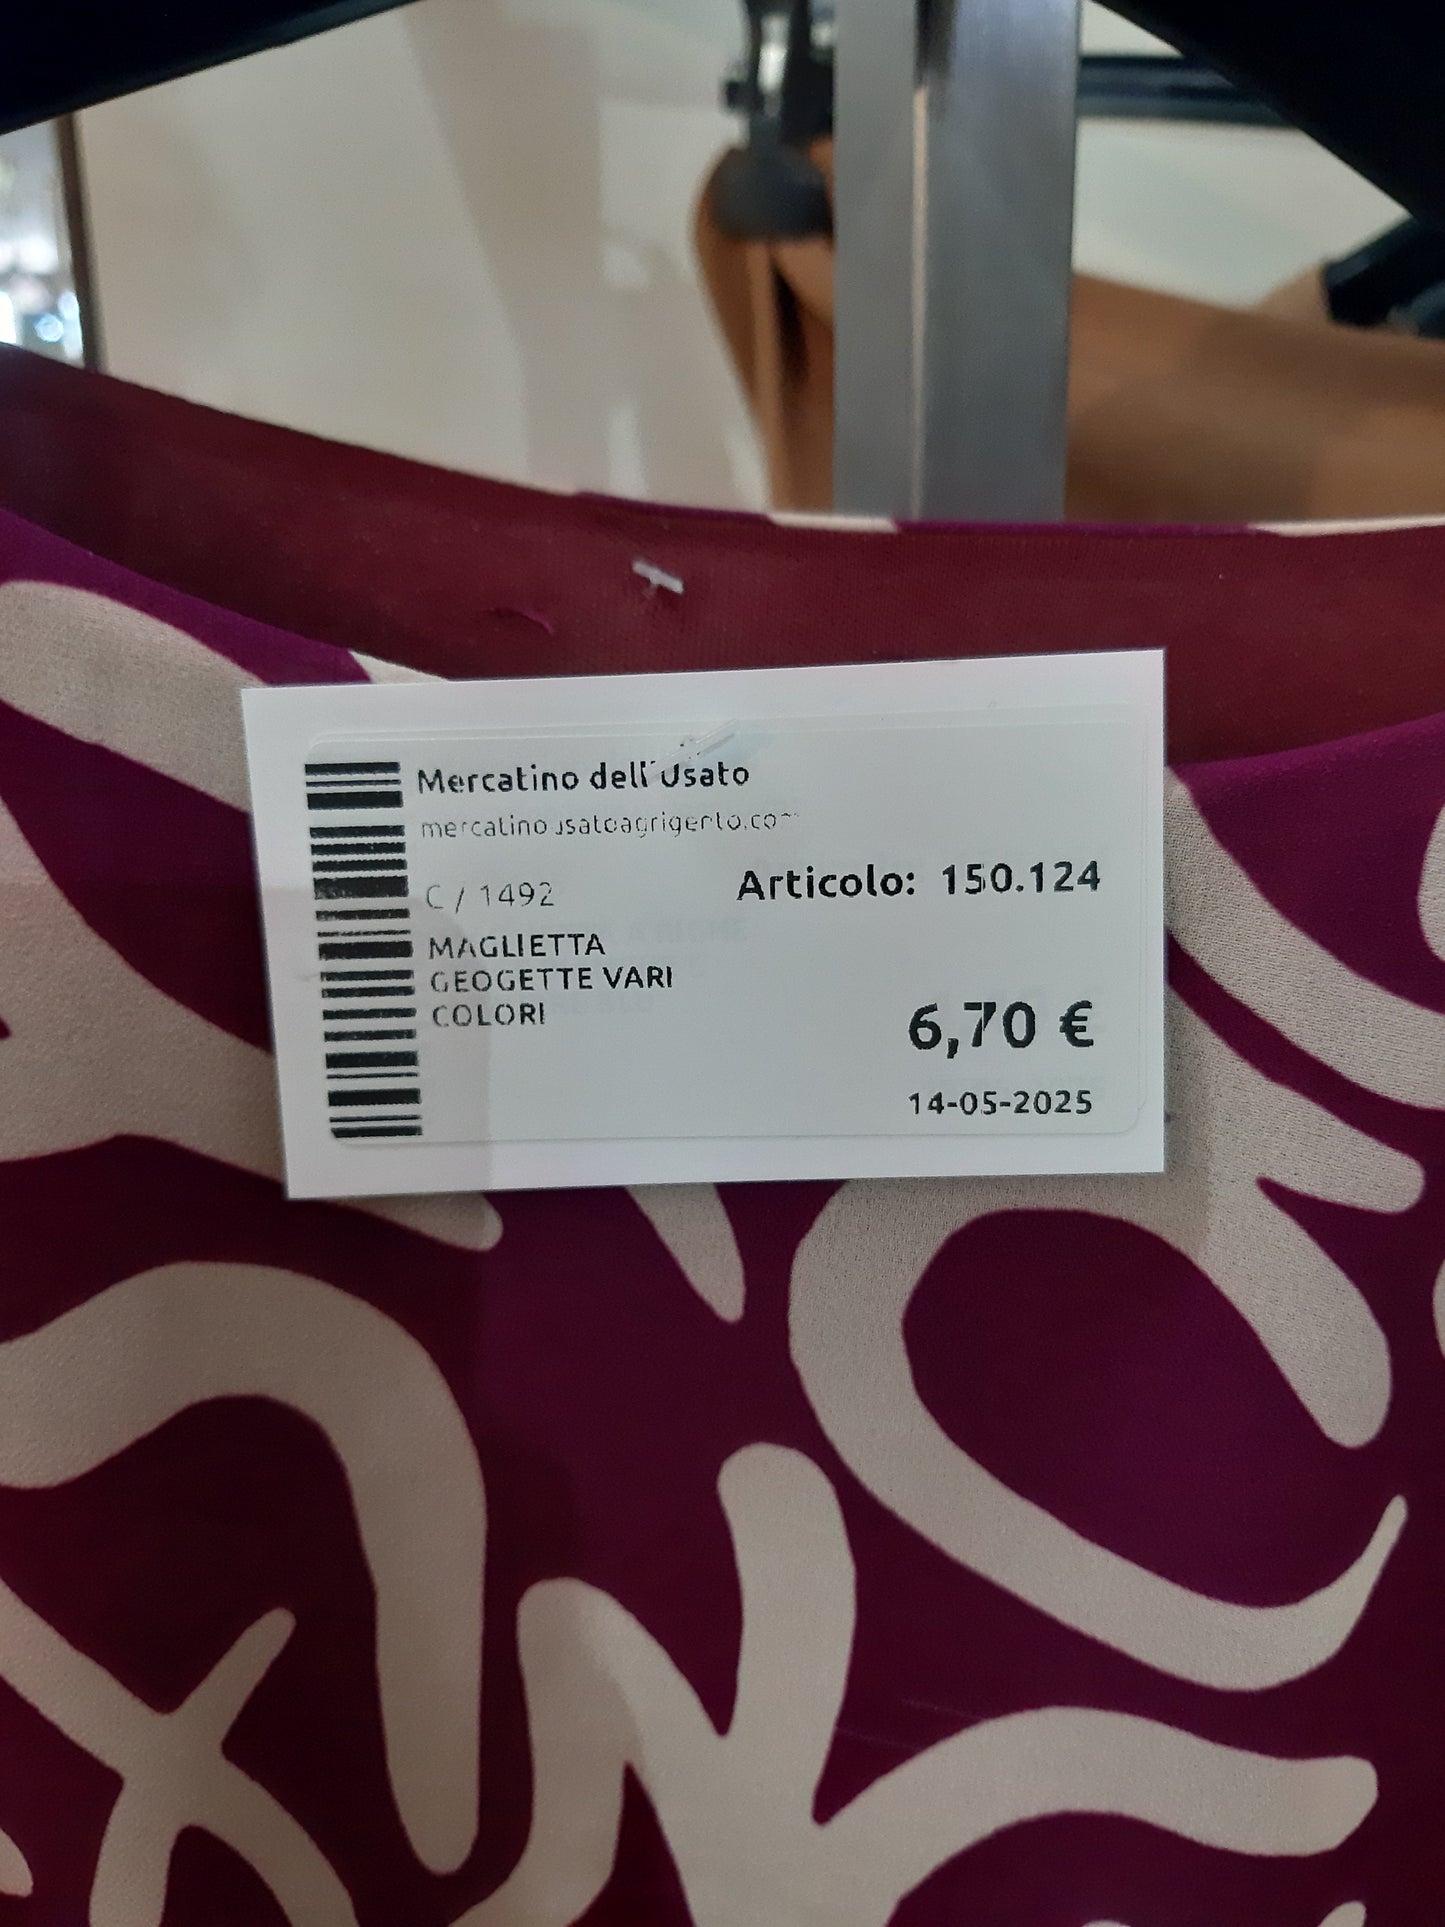 Mercatino dell'Usato
mercatinousatoagrigento.com
C / 1492
Articolo: 150.124
MAGLIETTA
GEOGETTE VARI
COLORI
6,70 €
14-05-2025